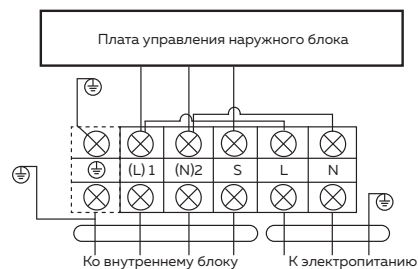 Плата управления наружного блока
(L) 1 (N)2 S L N
Ко внутреннему блоку К электропитанию